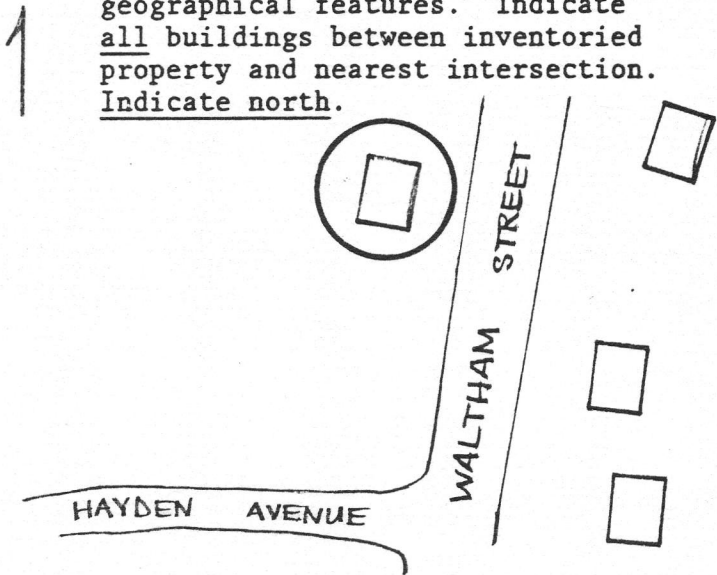 geographical features. Indicate
all buildings between inventoried
property and nearest intersection.
Indicate north.
WALTHAM STREET
HAYDEN AVENUE